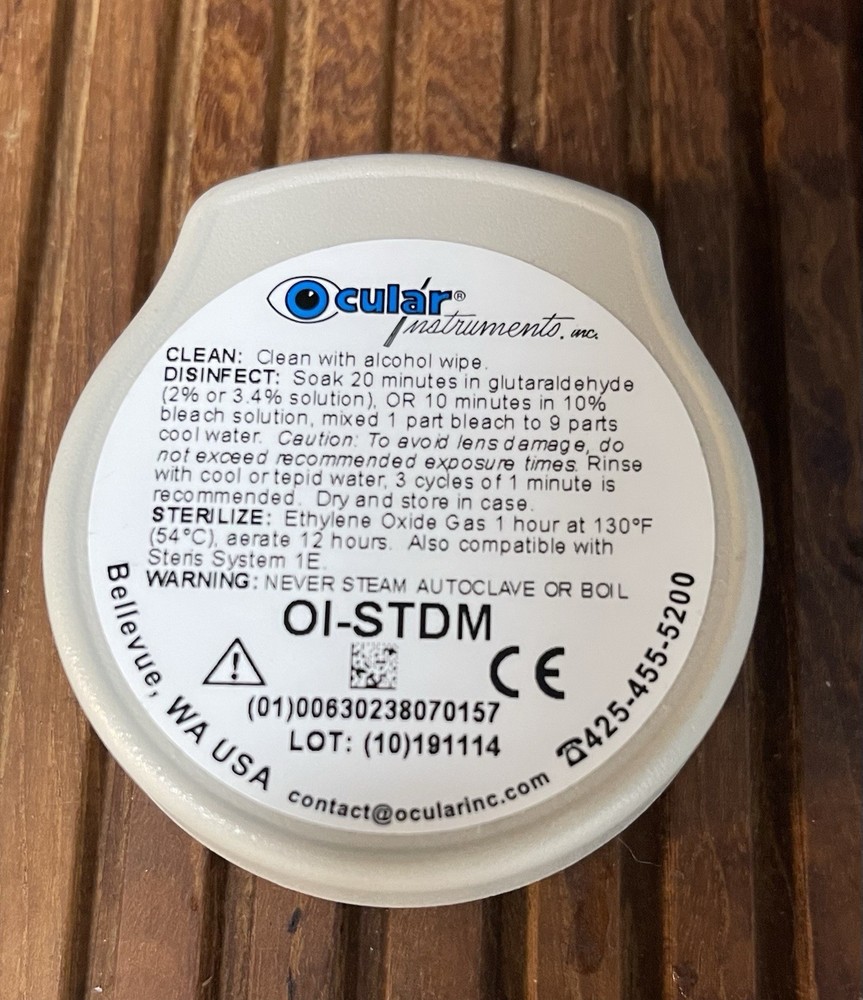 Ocular®
Instruments. inc.
CLEAN: Clean with alcohol wipe.
DISINFECT: Soak 20 minutes in glutaraldehyde
(2% or 3.4% solution), OR 10 minutes in 10%
bleach solution, mixed 1 part bleach to 9 parts
cool water. Caution: To avoid lens damage, do
not exceed recommended exposure times. Rinse
with cool or tepid water, 3 cycles of 1 minute is
recommended. Dry and store in case.
STERILIZE: Ethylene Oxide Gas 1 hour at 130°F
(54°C), aerate 12 hours. Also compatible with
Steris System 1E.
WARNING: NEVER STEAM AUTOCLAVE OR BOIL
OI-STDM
CE
(01)00630238070157
LOT: (10)191114
Bellevue, WA USA
contact@ocularinc.com
☎425-455-5200